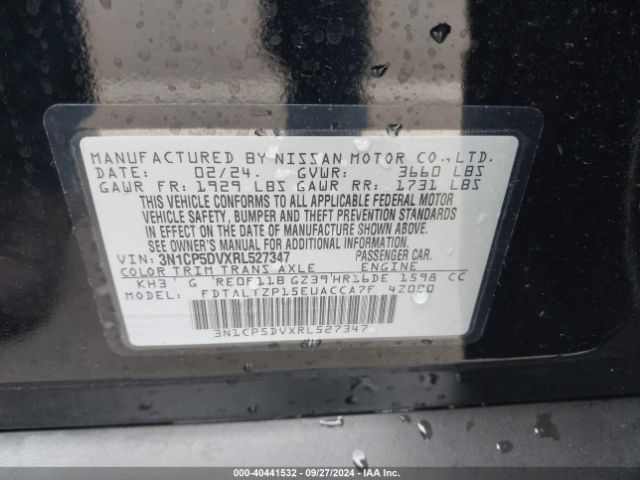 MANUFACTURED BY NISSAN MOTOR CO.,LTD.
DATE: 02/24. GVWR: 3660 LBS
GAWR FR: 1929 LBS GAWR RR: 1731 LBS
THIS VEHICLE CONFORMS TO ALL APPLICABLE FEDERAL MOTOR
VEHICLE SAFETY, BUMPER AND THEFT PREVENTION STANDARDS
IN EFFECT ON THE DATE OF MANUFACTURE SHOWN ABOVE.
SEE OWNER'S MANUAL FOR ADDITIONAL INFORMATION
VIN: 3N1CP5DVXRL527347 PASSENGER CAR.
COLOR TRIM TRANS AXLE ENGINE
KH3 G RE0F11B GZ39 HR16DE 1598 CC
MODEL: FDTALTZP15EUACCA7F 4Z000
3N1CP5DVXRL527347
000-40441532 - 09/27/2024 - IAAI.COM